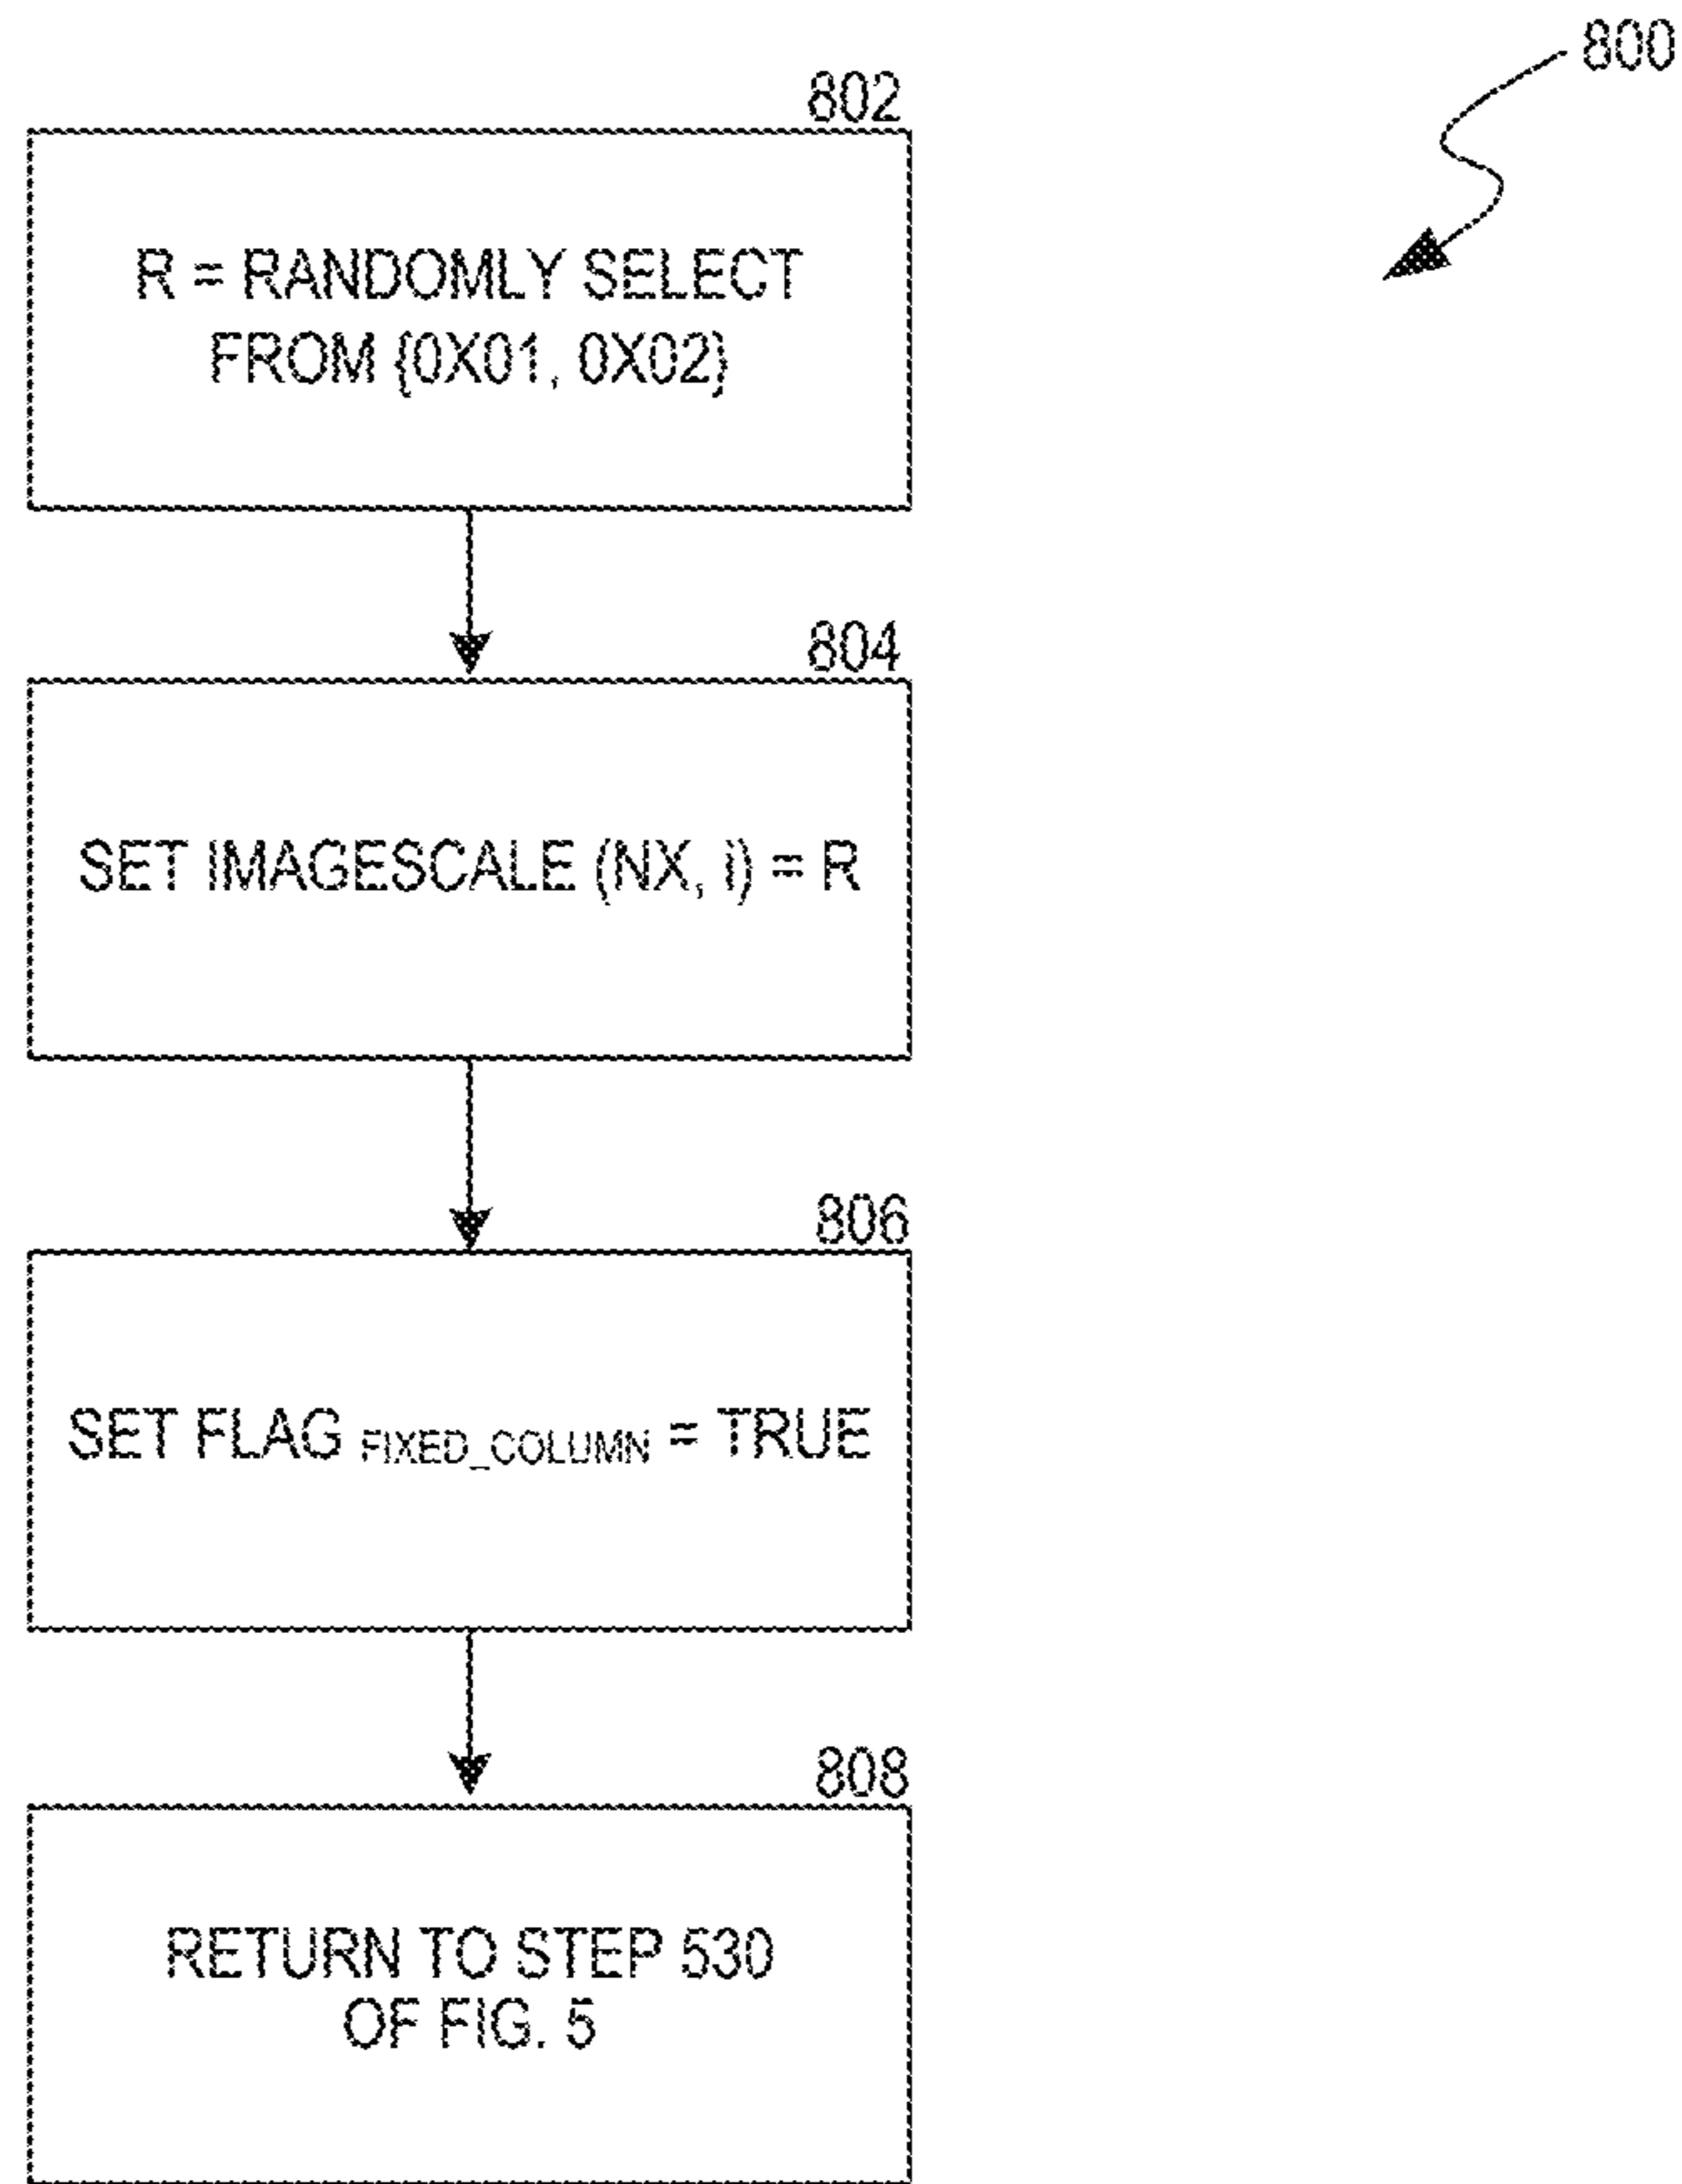 800
802
R = RANDOMLY SELECT
FROM {0X01, 0X02}
804
SET IMAGESCALE (NX, i) = R
806
SET FLAG FIXED_COLUMN = TRUE
808
RETURN TO STEP 530
OF FIG. 5